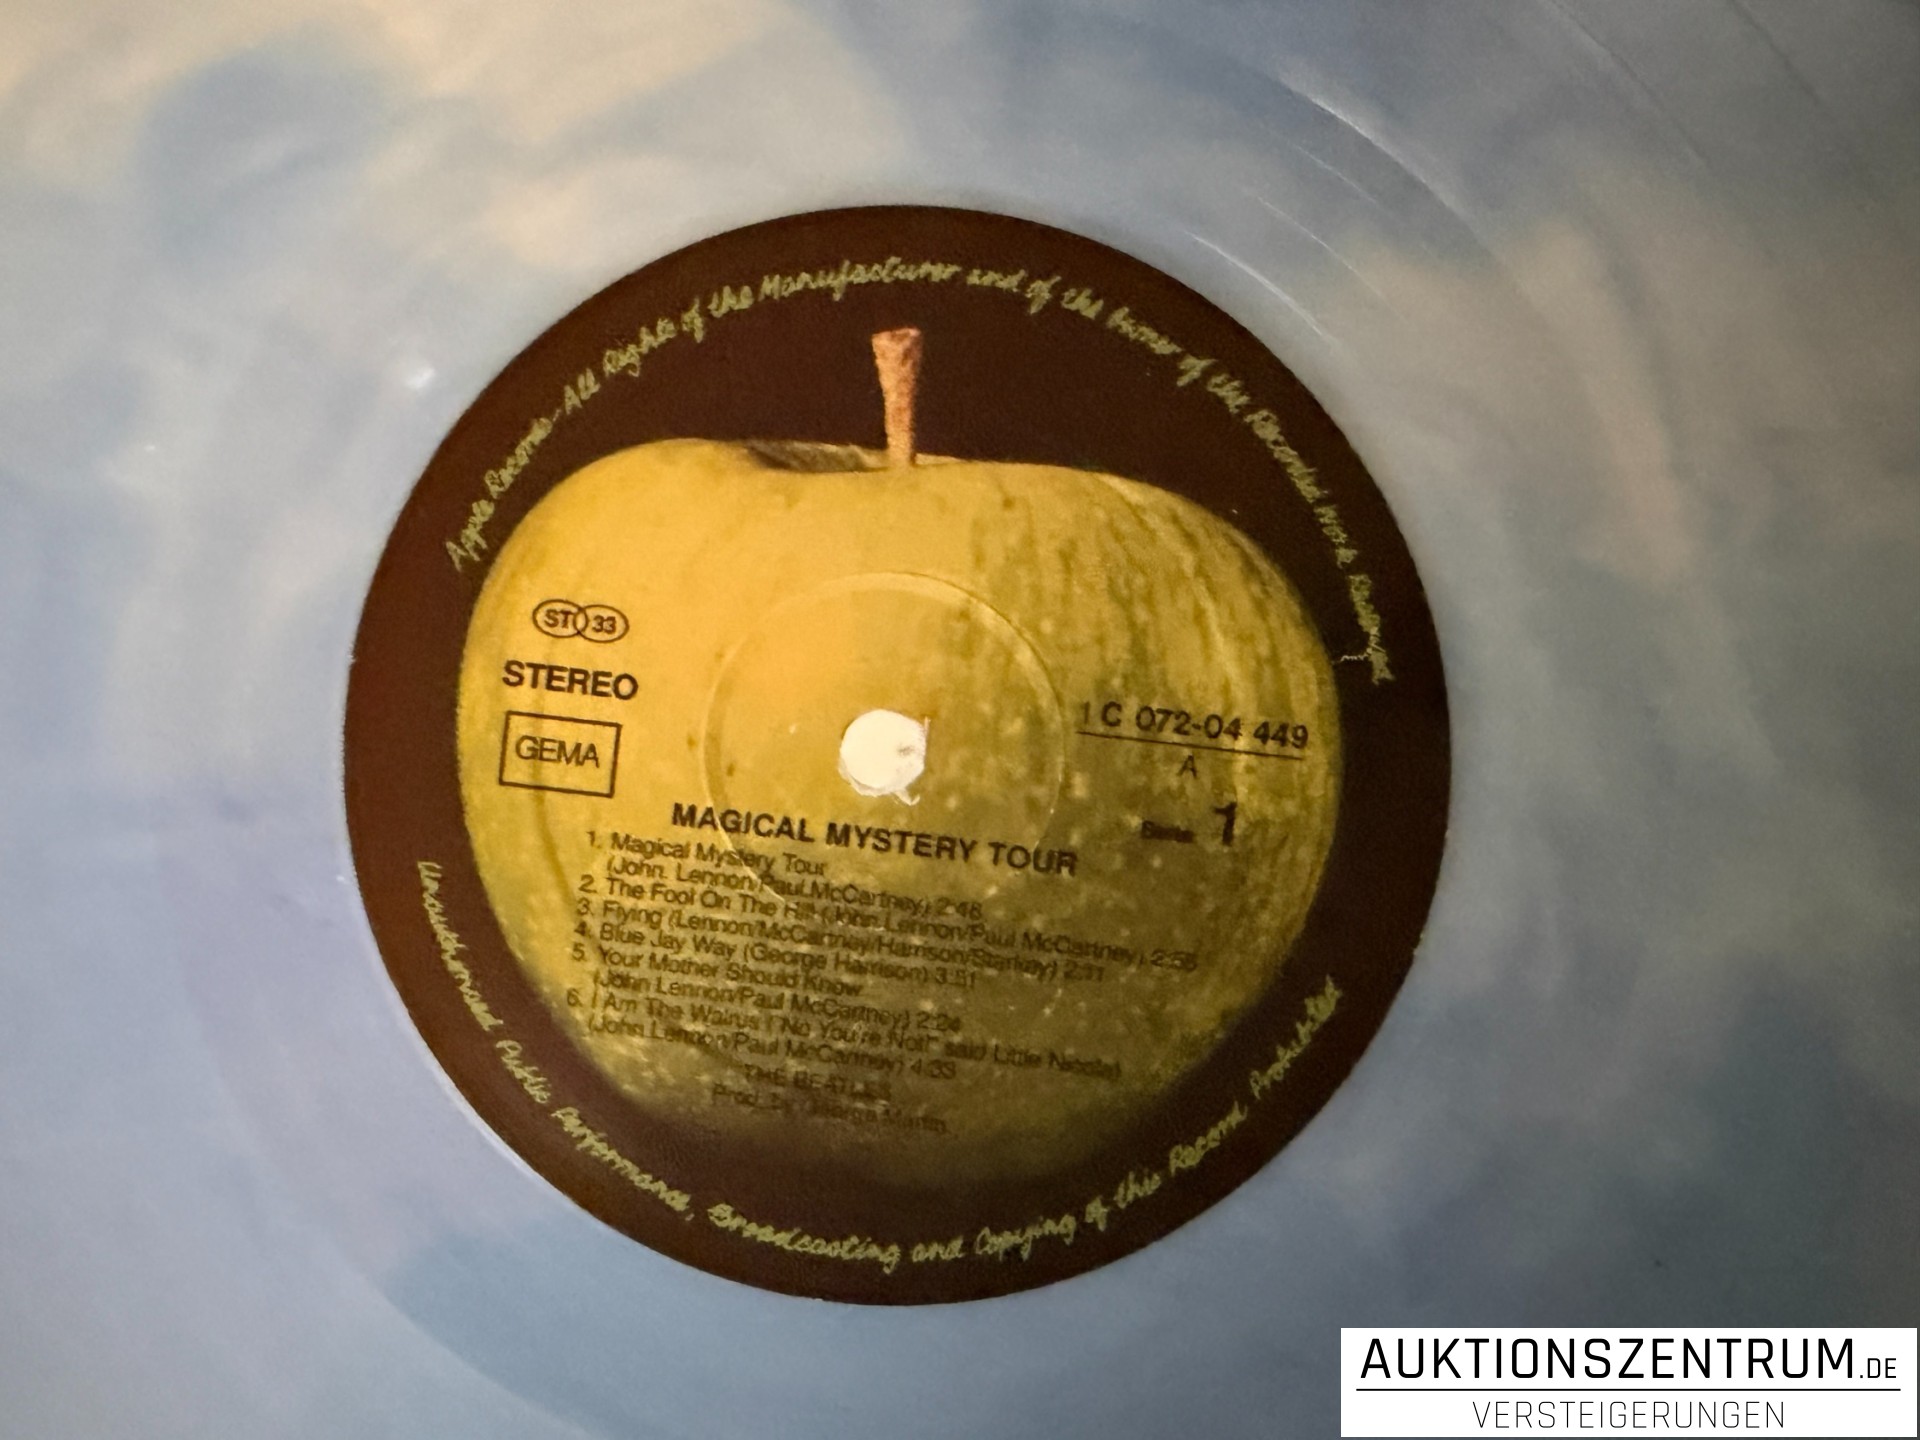 Apple Records-All Rights of the Manufacturer and of the Owner of the Recorded Work Reserved
ST 33
STEREO
GEMA
1 C 072-04 449
A
Seite 1
MAGICAL MYSTERY TOUR
1. Magical Mystery Tour
(John. Lennon/Paul McCartney) 2:48
2. The Fool On The Hill (John Lennon/Paul McCartney) 2:58
3. Flying (Lennon/McCartney/Harrison/Starkey) 2:11
4. Blue Jay Way (George Harrison) 3:51
5. Your Mother Should Know
(John Lennon/Paul McCartney) 2:24
6. I Am The Walrus ("No You're Not!" said Little Nicola)
(John Lennon/Paul McCartney) 4:33
THE BEATLES
Prod. by George Martin
Unauthorised Public Performance, Broadcasting and Copying of this Record Prohibited
AUKTIONSZENTRUM.DE
VERSTEIGERUNGEN